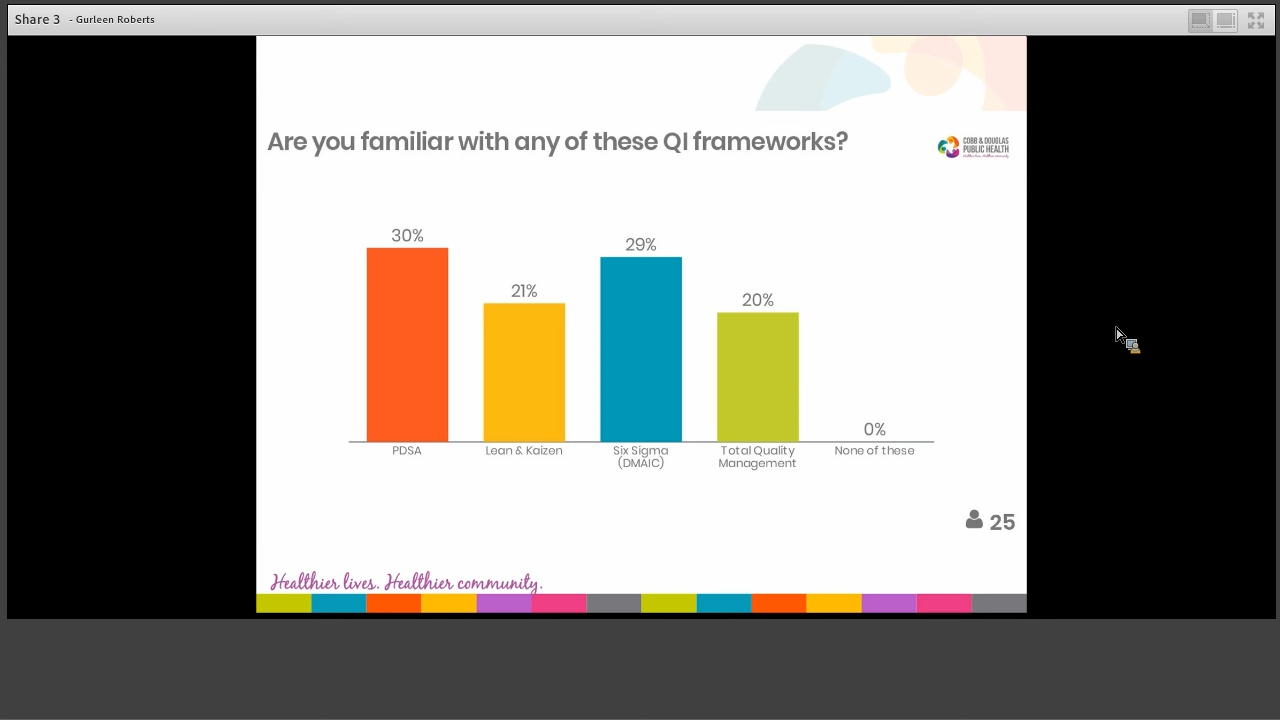 Share 3 - Gurleen Roberts
Are you familiar with any of these QI frameworks?
COBB & DOUGLAS
PUBLIC HEALTH
30%
21%
29%
20%
0%
PDSA
Lean & Kaizen
Six Sigma
(DMAIC)
Total Quality
Management
None of these
25
Healthier lives. Healthier community.